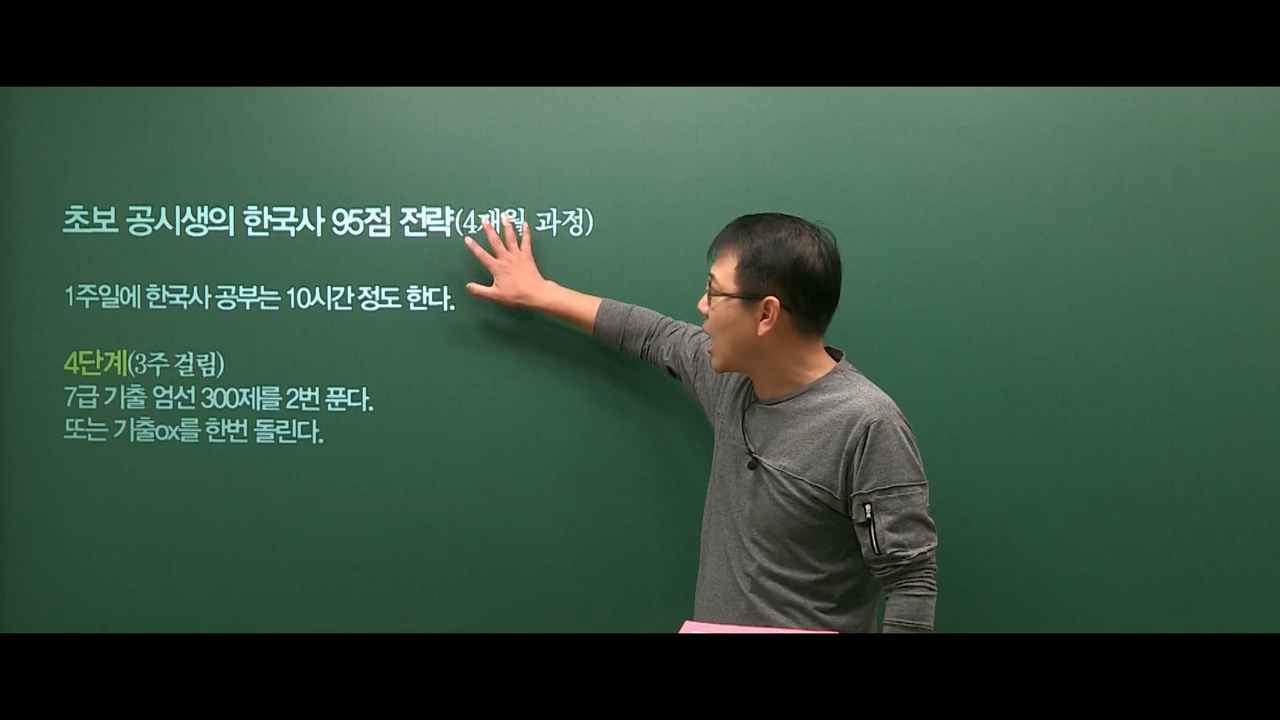 초보 공시생의 한국사 95점 전략(4개월 과정)
1주일에 한국사 공부는 10시간 정도 한다.
4단계(3주 걸림)
7급 기출 엄선 300제를 2번 푼다.
또는 기출ox를 한번 돌린다.